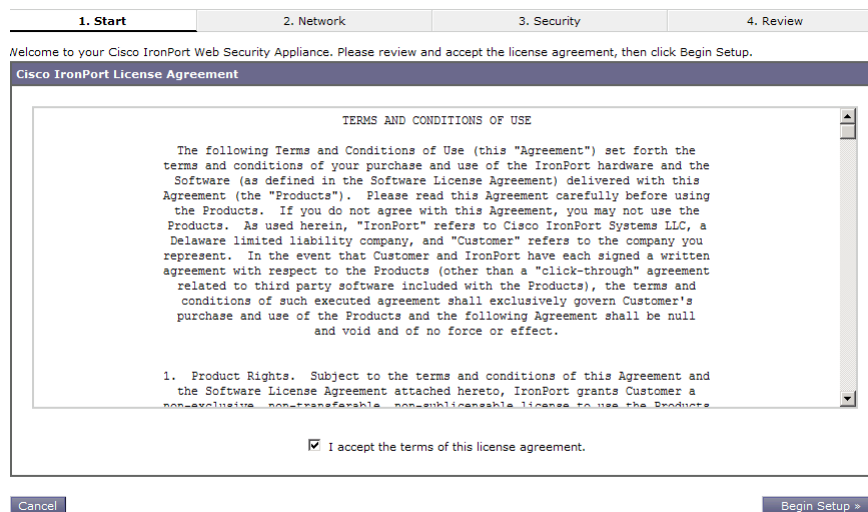 1. Start
2. Network
3. Security
4. Review
Welcome to your Cisco IronPort Web Security Appliance. Please review and accept the license agreement, then click Begin Setup.
Cisco IronPort License Agreement
TERMS AND CONDITIONS OF USE
The following Terms and Conditions of Use (this "Agreement") set forth the
terms and conditions of your purchase and use of the IronPort hardware and the
Software (as defined in the Software License Agreement) delivered with this
Agreement (the "Products"). Please read this Agreement carefully before using
the Products. If you do not agree with this Agreement, you may not use the
Products. As used herein, "IronPort" refers to Cisco IronPort Systems LLC, a
Delaware limited liability company, and "Customer" refers to the company you
represent. In the event that Customer and IronPort have each signed a written
agreement with respect to the Products (other than a "click-through" agreement
related to third party software included with the Products), the terms and
conditions of such executed agreement shall exclusively govern Customer's
purchase and use of the Products and the following Agreement shall be null
and void and of no force or effect.
1. Product Rights. Subject to the terms and conditions of this Agreement and
the Software License Agreement attached hereto, IronPort grants Customer a
non-exclusive, non-transferable, non-sublicensable license to use the Products
I accept the terms of this license agreement.
Cancel
Begin Setup »